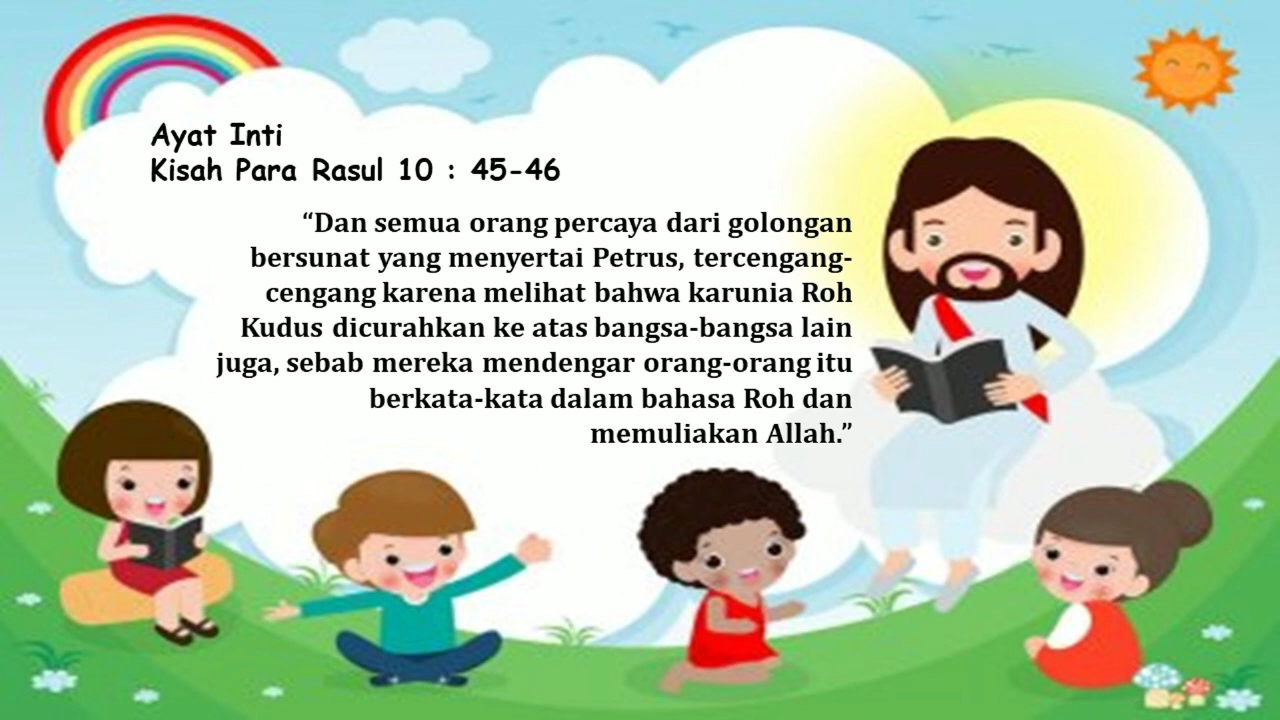 Ayat Inti
Kisah Para Rasul 10 : 45-46
“Dan semua orang percaya dari golongan
bersunat yang menyertai Petrus, tercengang-
cengang karena melihat bahwa karunia Roh
Kudus dicurahkan ke atas bangsa-bangsa lain
juga, sebab mereka mendengar orang-orang itu
berkata-kata dalam bahasa Roh dan
memuliakan Allah.”